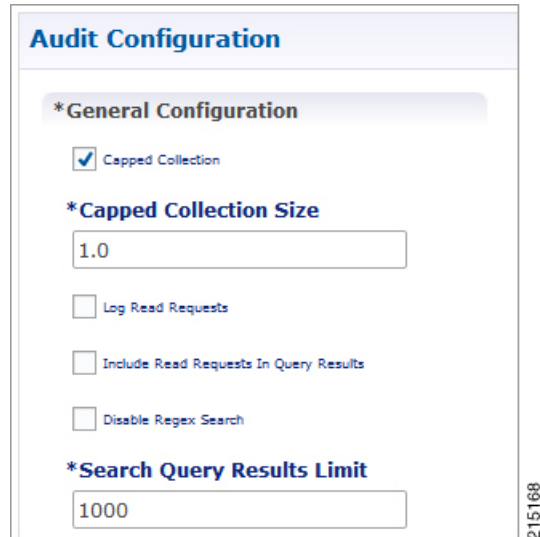 Audit Configuration
*General Configuration
Capped Collection
*Capped Collection Size
1.0
Log Read Requests
Include Read Requests In Query Results
Disable Regex Search
*Search Query Results Limit
1000
215168